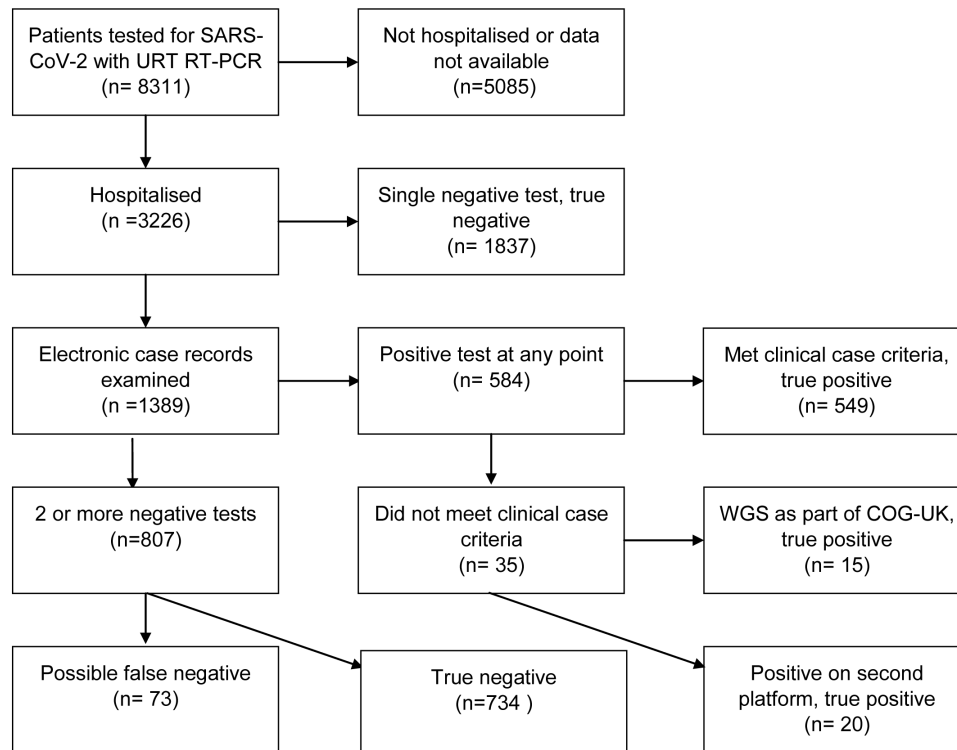 Patients tested for SARS-
CoV-2 with URT RT-PCR
(n= 8311)
Not hospitalised or data
not available
(n=5085)
Hospitalised
(n =3226)
Single negative test, true
negative
(n= 1837)
Electronic case records
examined
(n =1389)
Positive test at any point
(n= 584)
Met clinical case criteria,
true positive
(n= 549)
2 or more negative tests
(n=807)
Did not meet clinical case
criteria
(n= 35)
WGS as part of COG-UK,
true positive
(n= 15)
Possible false negative
(n= 73)
True negative
(n=734 )
Positive on second
platform, true positive
(n= 20)